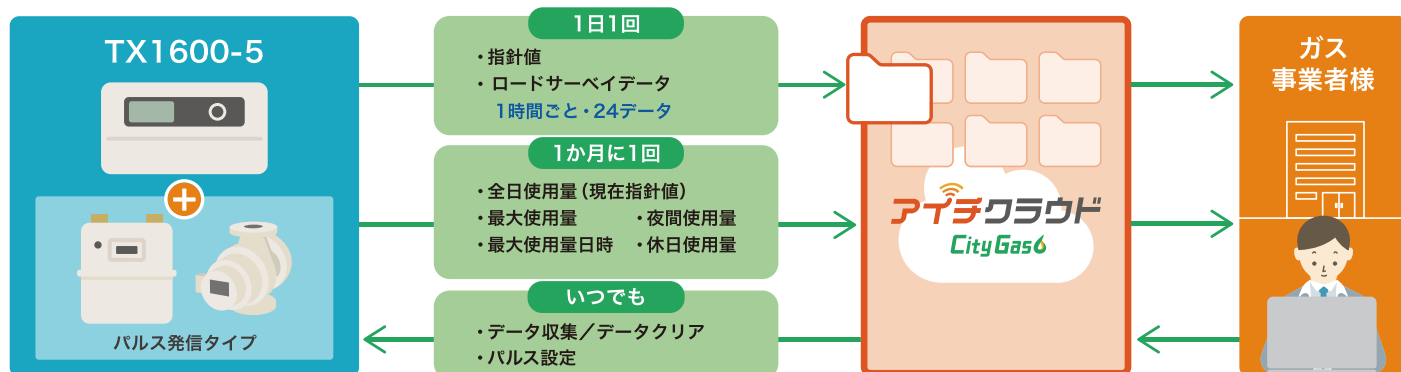 TX1600-5
パルス発信タイプ
1日1回
・指針値
・ロードサーベイデータ
1時間ごと・24データ
1か月に1回
・全日使用量(現在指針値)
・最大使用量 ・夜間使用量
・最大使用量日時 ・休日使用量
いつでも
・データ収集／データクリア
・パルス設定
アイチクラウド
CityGas
ガス
事業者様